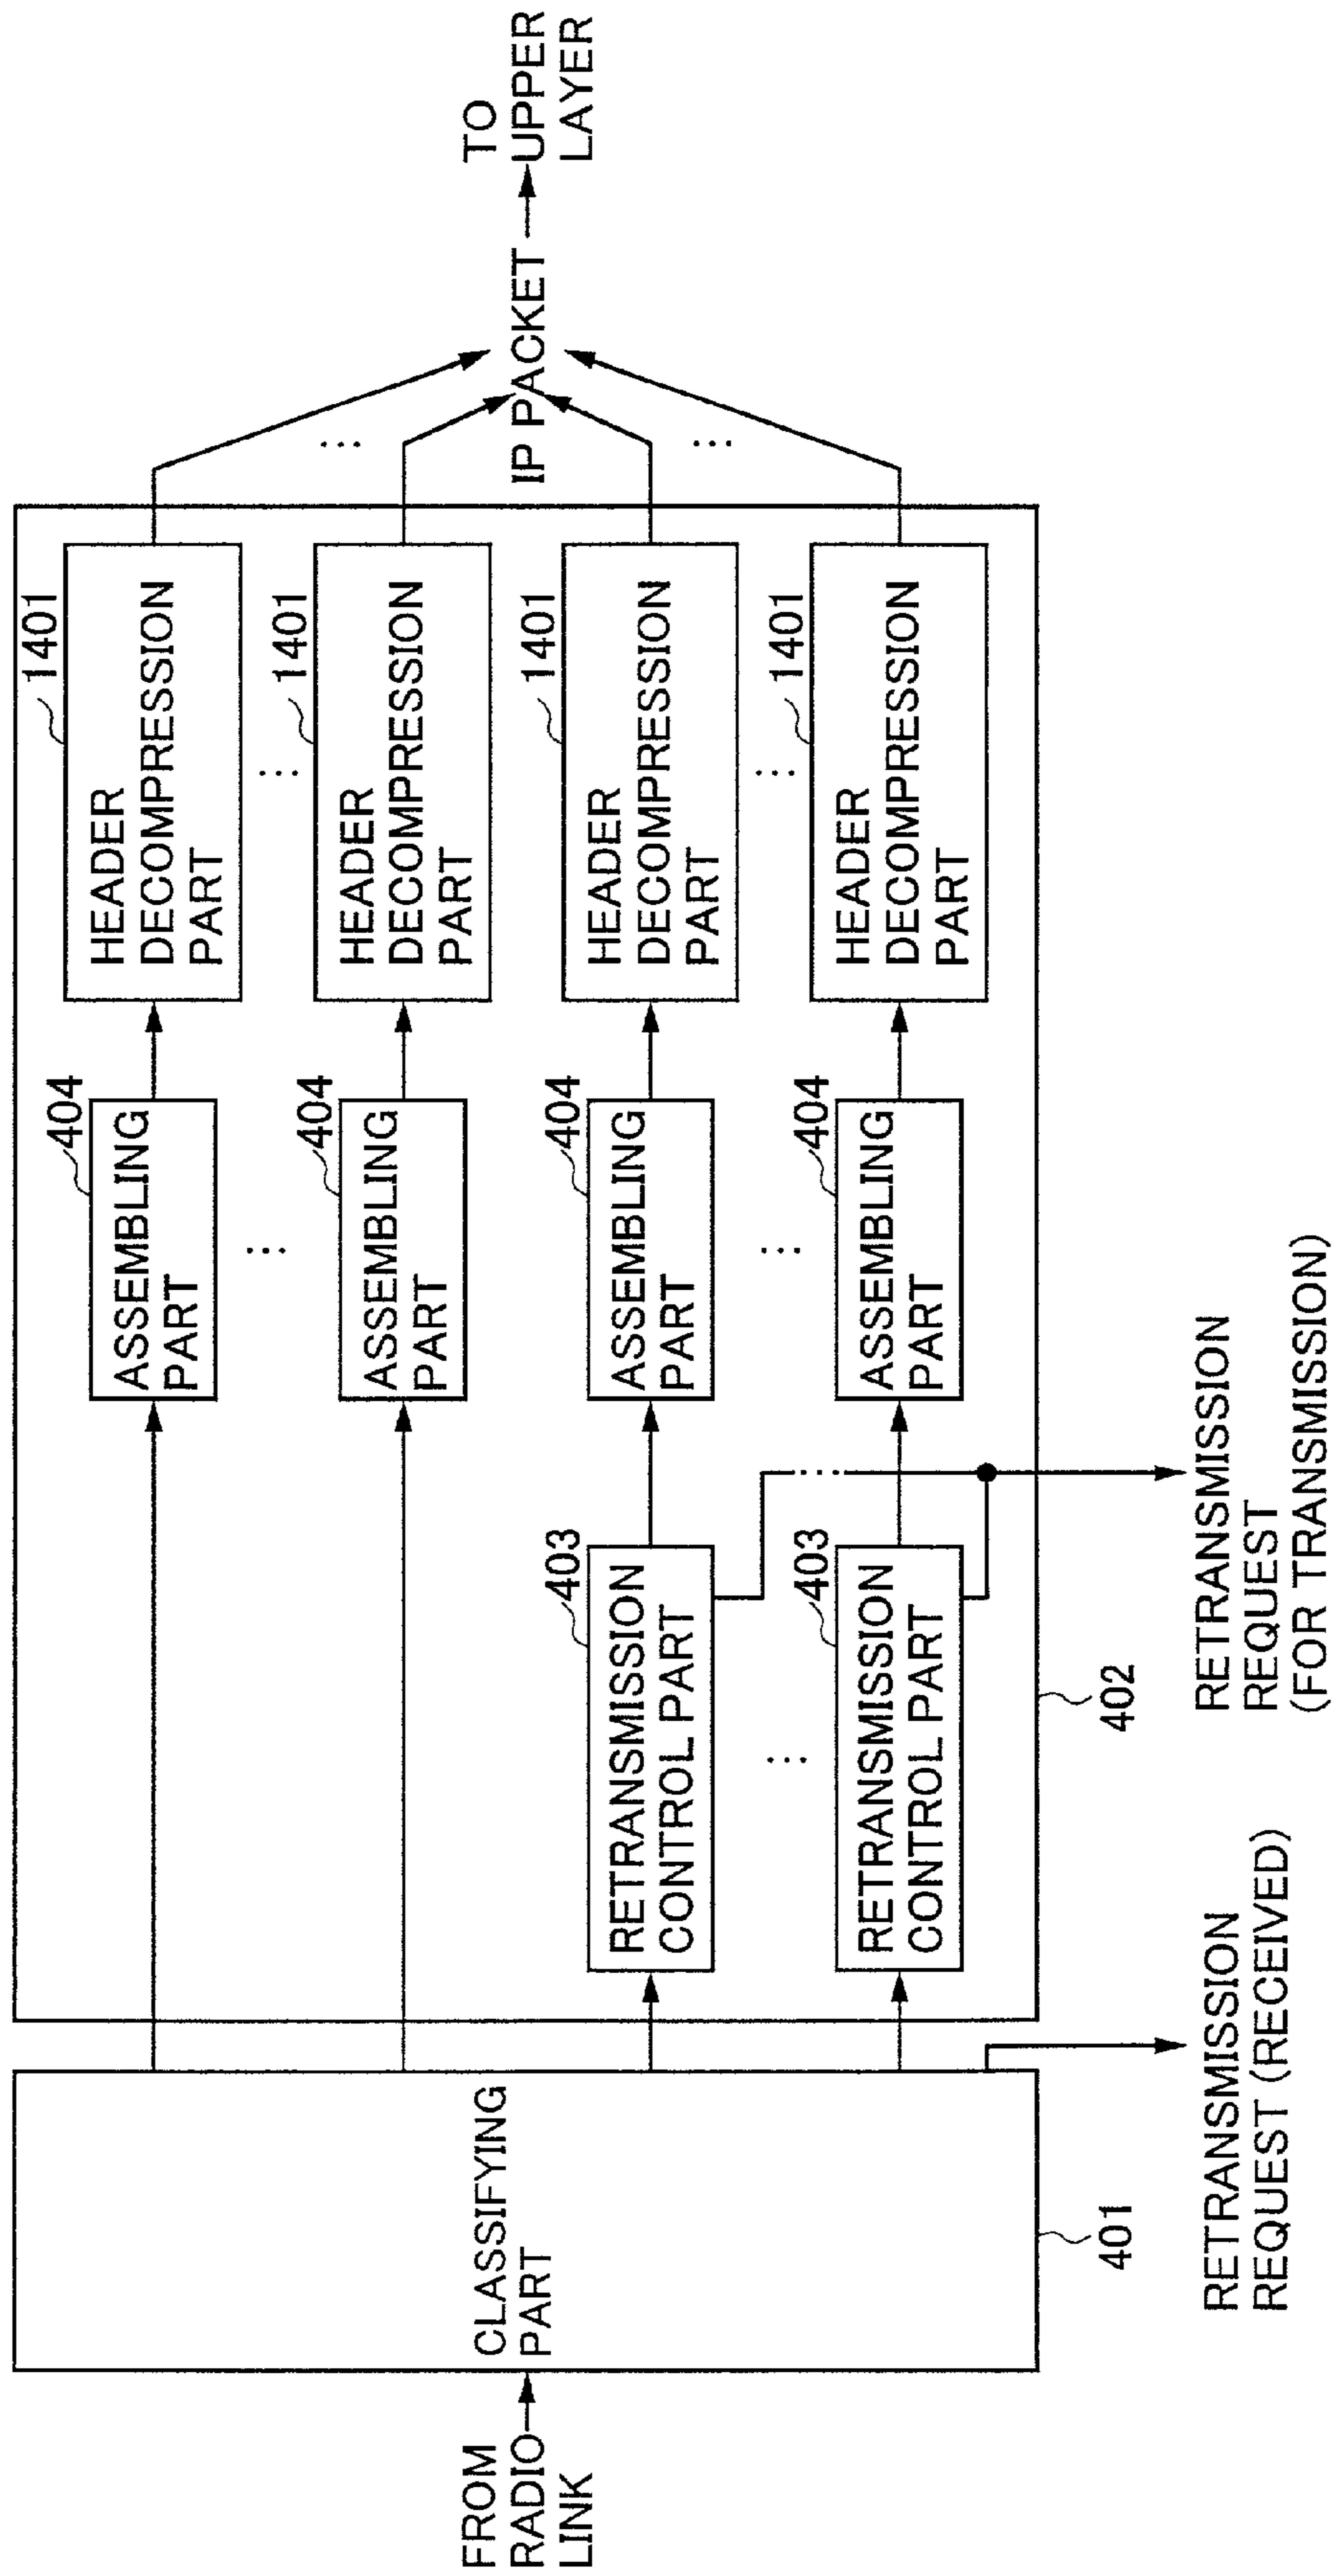 FROM
RADIO
LINK
CLASSIFYING
PART
401
RETRANSMISSION
REQUEST (RECEIVED)
402
RETRANSMISSION
CONTROL PART
403
RETRANSMISSION
CONTROL PART
403
RETRANSMISSION
REQUEST
(FOR TRANSMISSION)
ASSEMBLING
PART
404
ASSEMBLING
PART
404
ASSEMBLING
PART
404
ASSEMBLING
PART
404
HEADER
DECOMPRESSION
PART
1401
HEADER
DECOMPRESSION
PART
1401
HEADER
DECOMPRESSION
PART
1401
HEADER
DECOMPRESSION
PART
1401
IP PACKET
TO
UPPER
LAYER